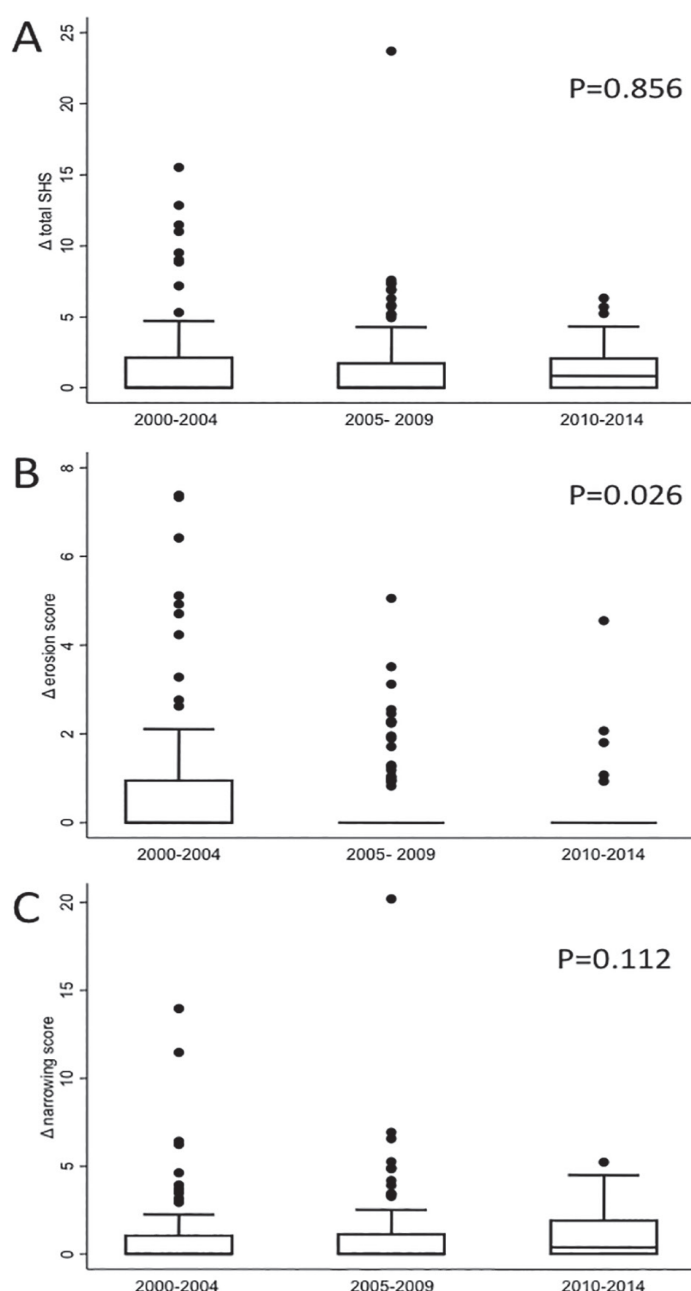 A
P=0.856
Δ total SHS
25
20
15
10
5
0
2000-2004 2005- 2009 2010-2014
B
P=0.026
Δ erosion score
8
6
4
2
0
2000-2004 2005- 2009 2010-2014
C
P=0.112
Δ narrowing score
20
15
10
5
0
2000-2004 2005-2009 2010-2014